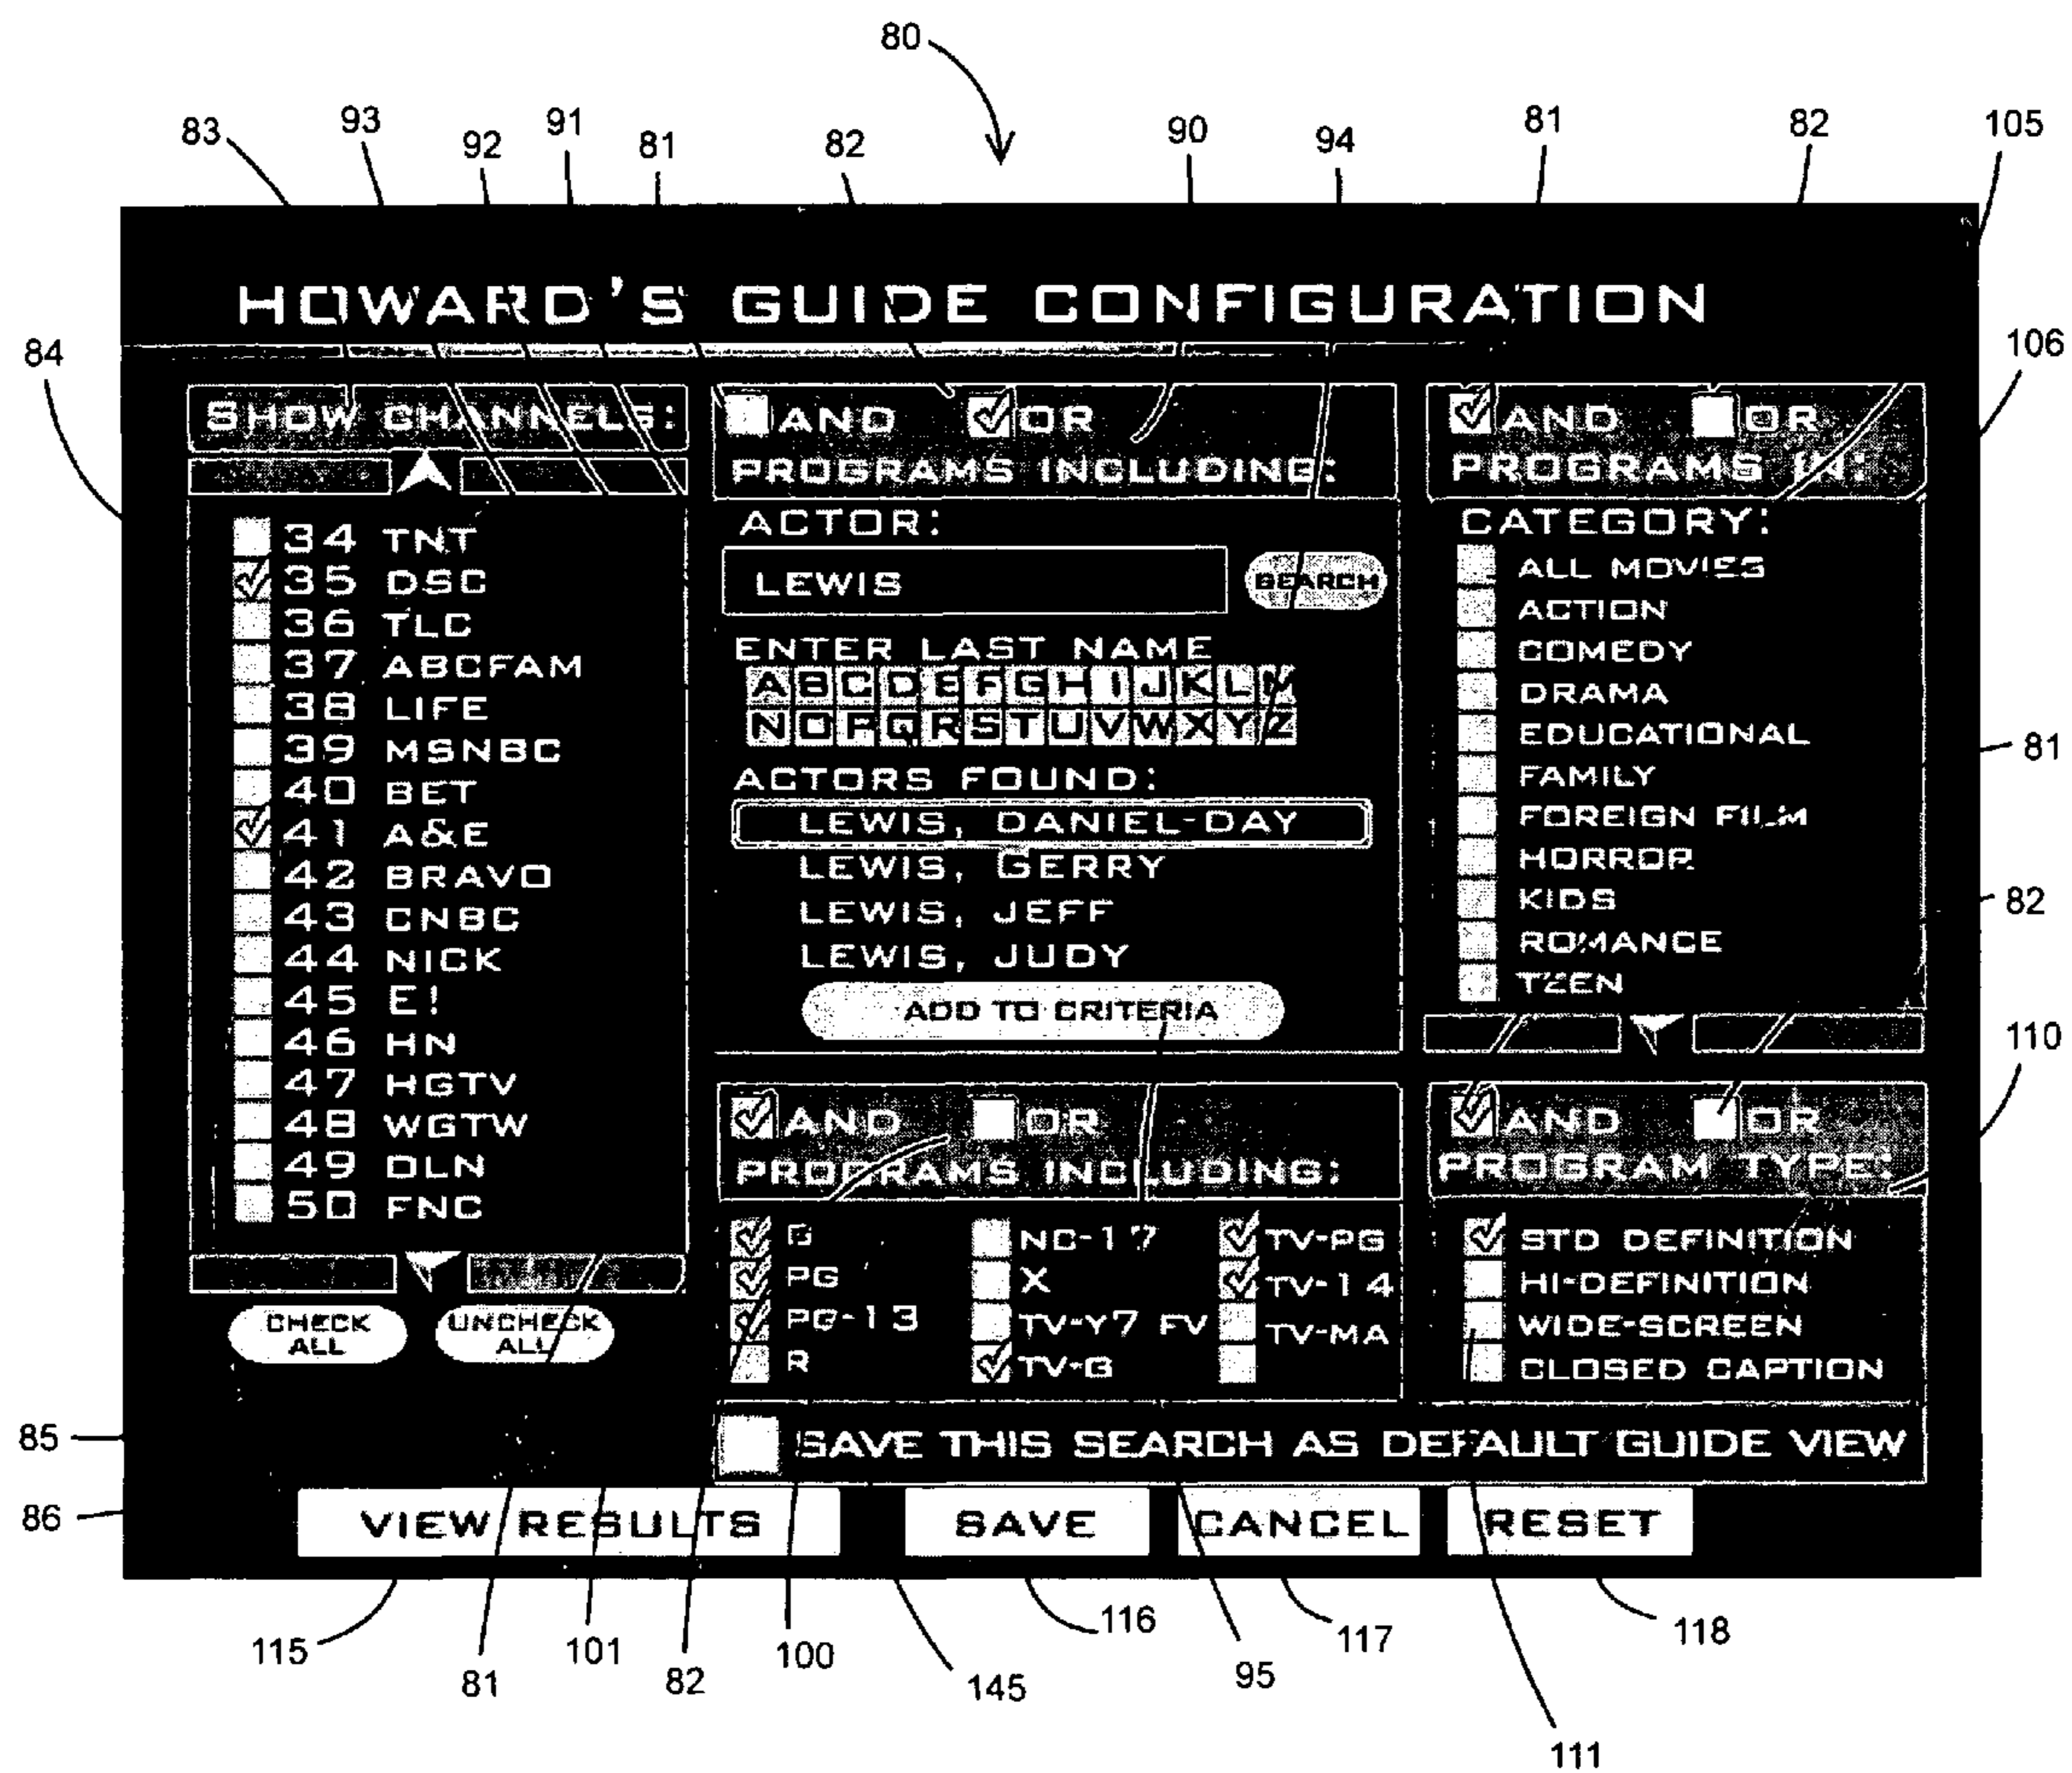 80
83 93 92 91 81 82 90 94 81 82 105
HOWARD'S GUIDE CONFIGURATION
84
106
SHOW CHANNELS:
34 TNT
35 DSC
36 TLC
37 ABCFAM
38 LIFE
39 MSNBC
40 BET
41 A&E
42 BRAVO
43 CNBC
44 NICK
45 E!
46 HN
47 HGTV
48 WGTW
49 OLN
50 FNC
CHECK ALL
UNCHECK ALL
AND OR
PROGRAMS INCLUDING:
ACTOR:
LEWIS
SEARCH
ENTER LAST NAME
A B C D E F G H I J K L M
N O P Q R S T U V W X Y Z
ACTORS FOUND:
LEWIS, DANIEL-DAY
LEWIS, GERRY
LEWIS, JEFF
LEWIS, JUDY
ADD TO CRITERIA
AND OR
PROGRAMS IN:
CATEGORY:
ALL MOVIES
ACTION
COMEDY
DRAMA
EDUCATIONAL
FAMILY
FOREIGN FILM
HORROR
KIDS
ROMANCE
TEEN
81
82
110
AND OR
PROGRAMS INCLUDING:
G NC-17 TV-PG
PG X TV-14
PG-13 TV-Y7 FV TV-MA
R TV-G
AND OR
PROGRAM TYPE:
STD DEFINITION
HI-DEFINITION
WIDE-SCREEN
CLOSED CAPTION
85
SAVE THIS SEARCH AS DEFAULT GUIDE VIEW
86
VIEW RESULTS SAVE CANCEL RESET
115 81 101 82 100 145 116 95 117 118
111